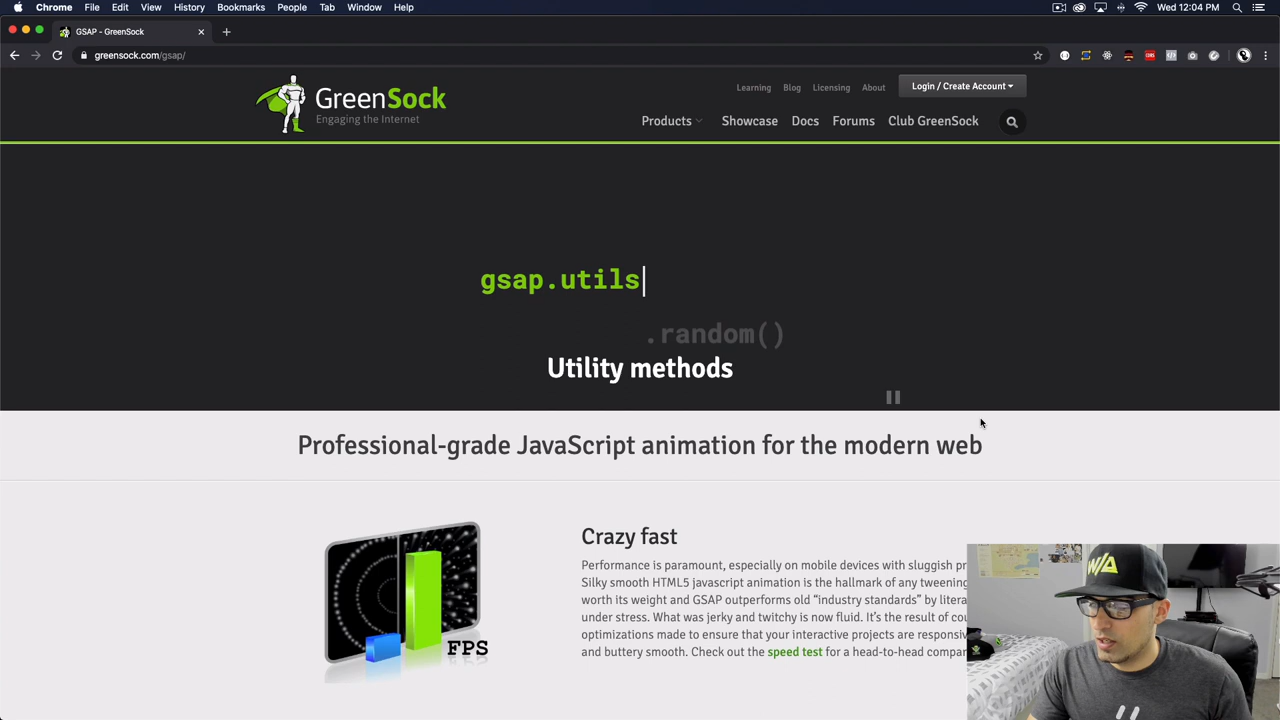 Chrome File Edit View History Bookmarks People Tab Window Help Wed 12:04 PM
GSAP - GreenSock
greensock.com/gsap/
Learning Blog Licensing About Login / Create Account
GreenSock
Engaging the Internet
Products Showcase Docs Forums Club GreenSock
gsap.utils
.random()
Utility methods
Professional-grade JavaScript animation for the modern web
Crazy fast
Performance is paramount, especially on mobile devices with sluggish pr
Silky smooth HTML5 javascript animation is the hallmark of any tweening
worth its weight and GSAP outperforms old “industry standards” by litera
under stress. What was jerky and twitchy is now fluid. It’s the result of cou
optimizations made to ensure that your interactive projects are responsiv
and buttery smooth. Check out the speed test for a head-to-head compar
FPS